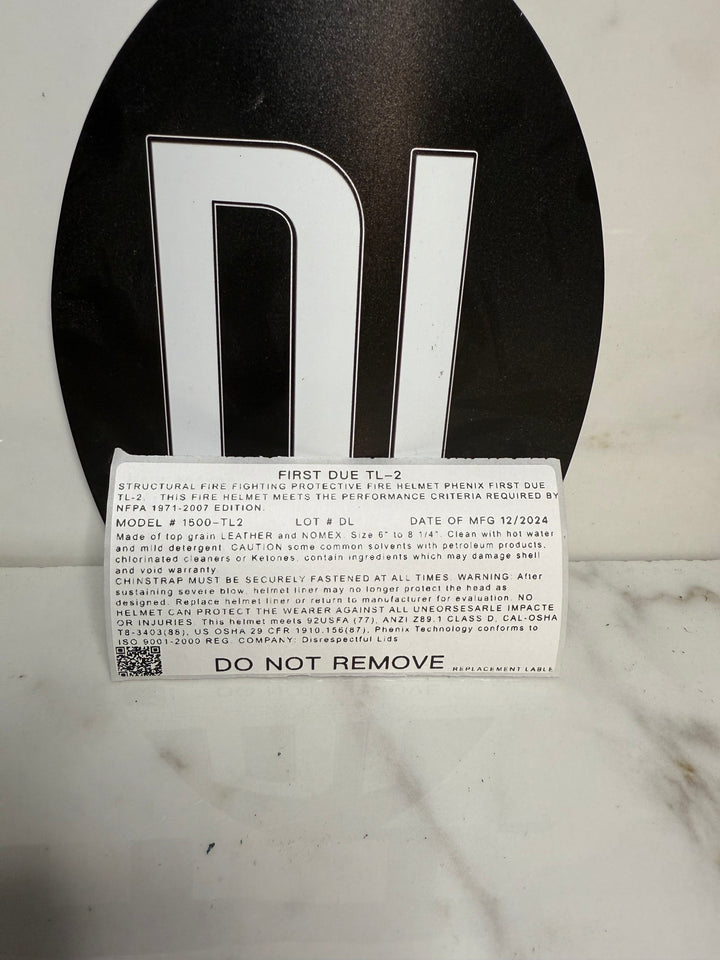 DL
FIRST DUE TL-2
STRUCTURAL FIRE FIGHTING PROTECTIVE FIRE HELMET PHENIX FIRST DUE
TL-2. THIS FIRE HELMET MEETS THE PERFORMANCE CRITERIA REQUIRED BY
NFPA 1971-2007 EDITION.
MODEL # 1500-TL2 LOT # DL DATE OF MFG 12/2024
Made of top grain LEATHER and NOMEX. Size 6" to 8 1/4". Clean with hot water
and mild detergent. CAUTION some common solvents with petroleum products,
chlorinated cleaners or Ketones, contain ingredients which may damage shell
and void warranty.
CHINSTRAP MUST BE SECURELY FASTENED AT ALL TIMES. WARNING: After
sustaining severe blow, helmet liner may no longer protect the head as
designed. Replace helmet liner or return to manufacturer for evaluation. NO
HELMET CAN PROTECT THE WEARER AGAINST ALL UNEORSESARLE IMPACTE
OR INJURIES. This helmet meets 92USFA (77), ANZI Z89.1 CLASS D, CAL-OSHA
T8-3403(88), US OSHA 29 CFR 1910.156(87), Phenix Technology conforms to
ISO 9001-2000 REG. COMPANY: Disrespectful Lids
DO NOT REMOVE REPLACEMENT LABLE